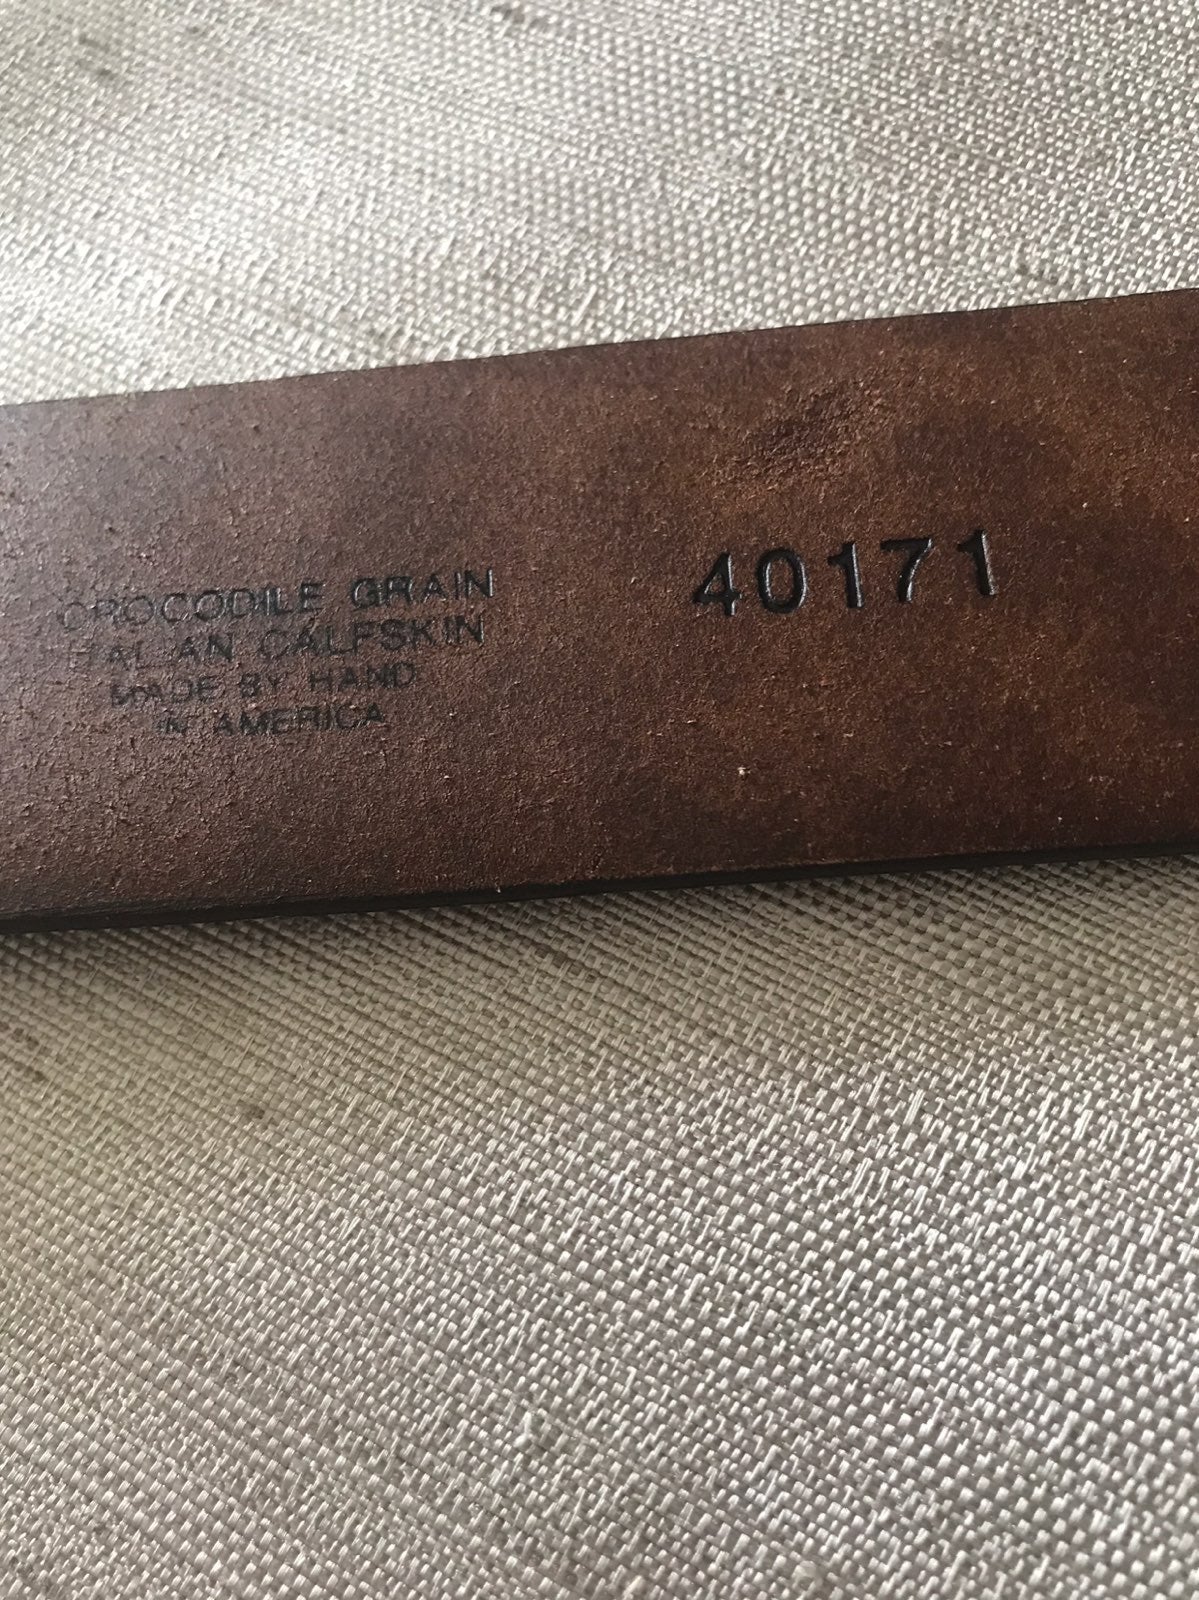 CROCODILE GRAIN
ITALIAN CALFSKIN
MADE BY HAND
IN AMERICA
40171